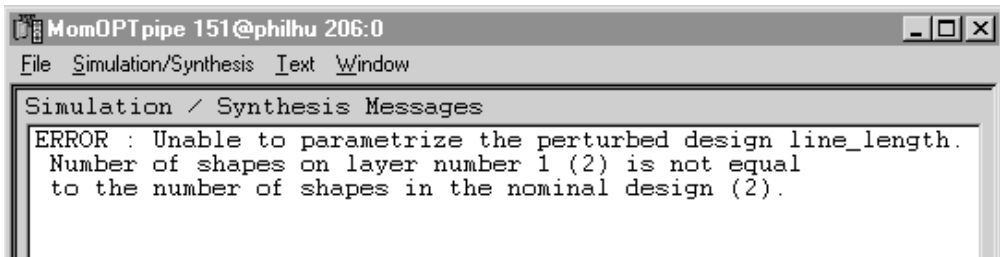 MomOPTpipe 151@philhu 206:0
File Simulation/Synthesis Text Window
Simulation / Synthesis Messages
ERROR : Unable to parametrize the perturbed design line_length.
Number of shapes on layer number 1 (2) is not equal
to the number of shapes in the nominal design (2).